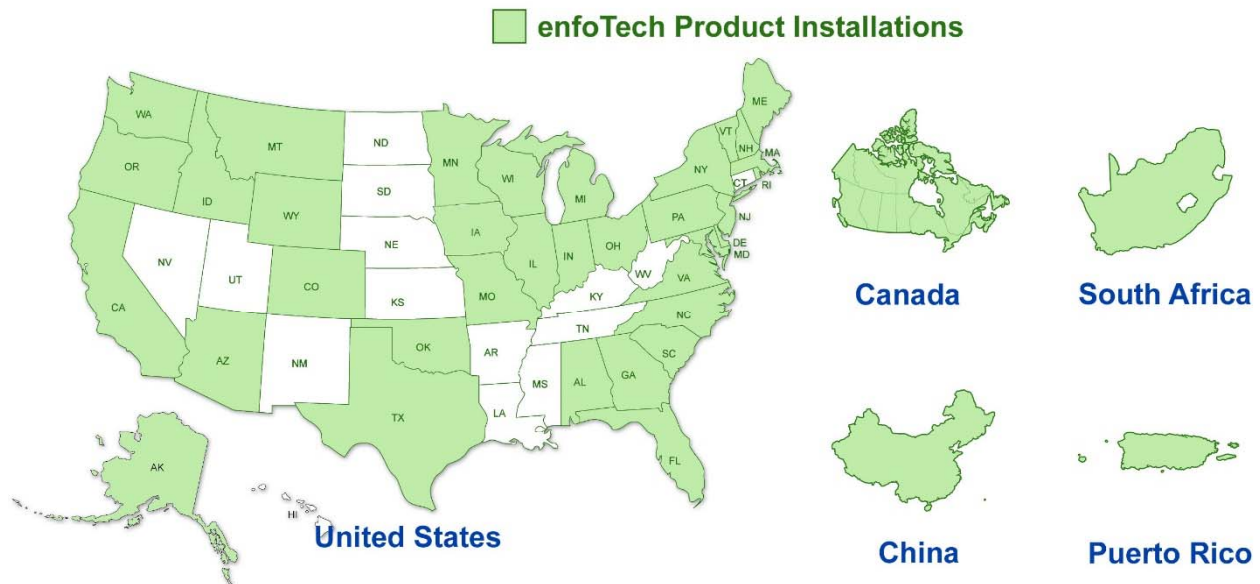 enfoTech Product Installations
WA
OR
CA
ID
NV
MT
WY
UT
AZ
CO
NM
ND
SD
NE
KS
OK
TX
MN
IA
MO
AR
LA
WI
IL
MS
MI
IN
KY
TN
AL
OH
WV
GA
FL
SC
NC
VA
PA
NY
VT
NH
ME
MA
CT
RI
NJ
DE
MD
AK
HI
United States
Canada
South Africa
China
Puerto Rico